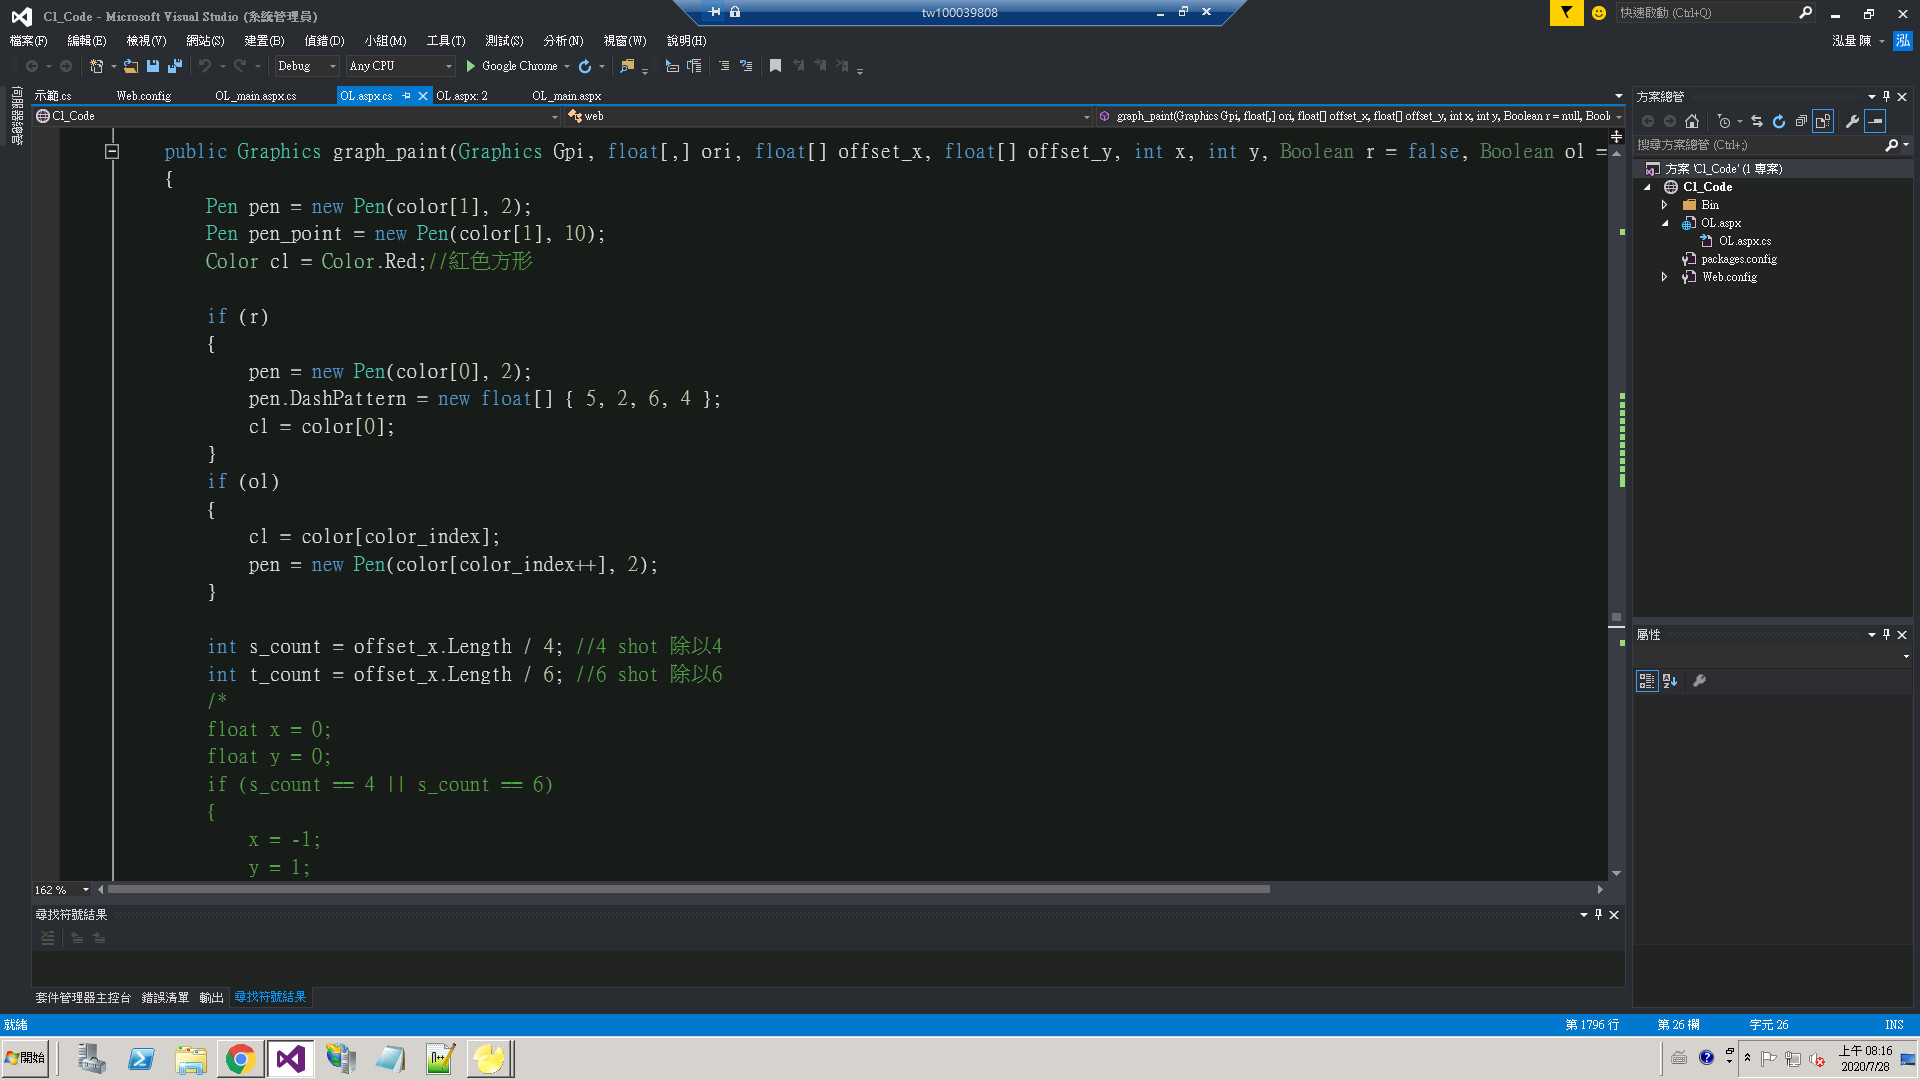 Cl_Code - Microsoft Visual Studio (系統管理員)
tw100039808
快速啟動 (Ctrl+Q)
檔案(F) 編輯(E) 檢視(V) 網站(S) 建置(B) 偵錯(D) 小組(M) 工具(T) 測試(S) 分析(N) 視窗(W) 說明(H)
泓量 陳 泓
Debug Any CPU Google Chrome
伺服器總管
示範.cs Web.config OL_main.aspx.cs OL.aspx.cs OL.aspx: 2 OL_main.aspx
Cl_Code web graph_paint(Graphics Gpi, float[,] ori, float[] offset_x, float[] offset_y, int x, int y, Boolean r = null, Bool
public Graphics graph_paint(Graphics Gpi, float[,] ori, float[] offset_x, float[] offset_y, int x, int y, Boolean r = false, Boolean ol =
{
Pen pen = new Pen(color[1], 2);
Pen pen_point = new Pen(color[1], 10);
Color cl = Color.Red;//紅色方形
if (r)
{
pen = new Pen(color[0], 2);
pen.DashPattern = new float[] { 5, 2, 6, 4 };
cl = color[0];
}
if (ol)
{
cl = color[color_index];
pen = new Pen(color[color_index++], 2);
}
int s_count = offset_x.Length / 4; //4 shot 除以4
int t_count = offset_x.Length / 6; //6 shot 除以6
/*
float x = 0;
float y = 0;
if (s_count == 4 || s_count == 6)
{
x = -1;
y = 1;
162 %
尋找符號結果
套件管理器主控台 錯誤清單 輸出 尋找符號結果
方案總管
搜尋方案總管 (Ctrl+;)
方案 'Cl_Code' (1 專案)
Cl_Code
Bin
OL.aspx
OL.aspx.cs
packages.config
Web.config
屬性
就緒
第 1796 行 第 26 欄 字元 26 INS
開始
上午 08:16
2020/7/28